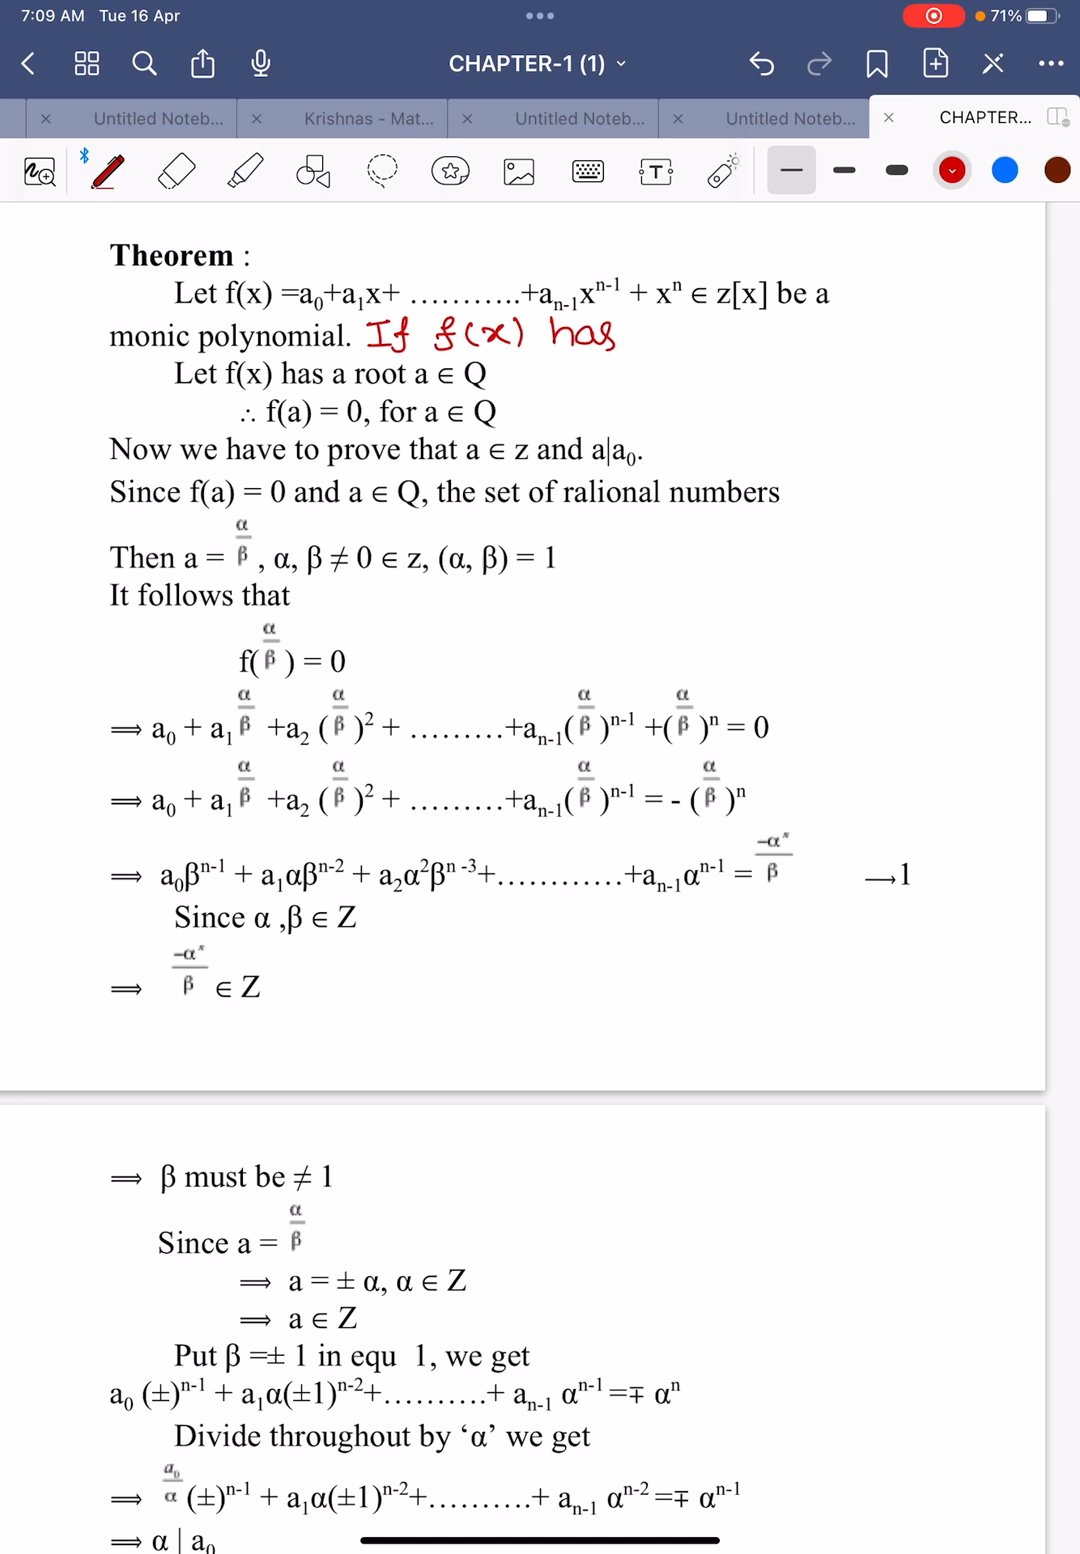 7:09 AM Tue 16 Apr
71%
CHAPTER-1 (1)
Untitled Noteb...
Krishnas - Mat...
Untitled Noteb...
Untitled Noteb...
CHAPTER...
Theorem :
Let f(x) =a₀+a₁x+ ...........+aₙ₋₁xⁿ⁻¹ + xⁿ ∈ z[x] be a
monic polynomial. If f(x) has
Let f(x) has a root a ∈ Q
∴ f(a) = 0, for a ∈ Q
Now we have to prove that a ∈ z and a|a₀.
Since f(a) = 0 and a ∈ Q, the set of ralional numbers
Then a = α/β , α, β ≠ 0 ∈ z, (α, β) = 1
It follows that
f(α/β) = 0
⟹ a₀ + a₁ α/β +a₂ (α/β)² + .........+aₙ₋₁(α/β)ⁿ⁻¹ +(α/β)ⁿ = 0
⟹ a₀ + a₁ α/β +a₂ (α/β)² + .........+aₙ₋₁(α/β)ⁿ⁻¹ = - (α/β)ⁿ
⟹ a₀βⁿ⁻¹ + a₁αβⁿ⁻² + a₂α²βⁿ⁻³+............+aₙ₋₁αⁿ⁻¹ = -αⁿ/β →1
Since α ,β ∈ Z
⟹ -αⁿ/β ∈ Z
⟹ β must be ≠ 1
Since a = α/β
⟹ a = ± α, α ∈ Z
⟹ a ∈ Z
Put β =± 1 in equ 1, we get
a₀ (±)ⁿ⁻¹ + a₁α(±1)ⁿ⁻²+..........+ aₙ₋₁ αⁿ⁻¹ =∓ αⁿ
Divide throughout by ‘α’ we get
⟹ a₀/α (±)ⁿ⁻¹ + a₁α(±1)ⁿ⁻²+..........+ aₙ₋₁ αⁿ⁻² =∓ αⁿ⁻¹
⟹ α | a₀